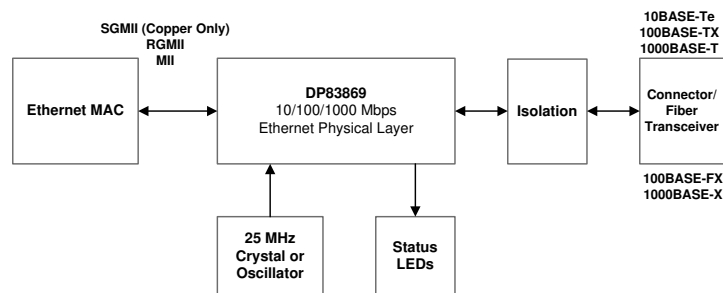 SGMII (Copper Only)
RGMII
MII
10BASE-Te
100BASE-TX
1000BASE-T
Ethernet MAC
DP83869
10/100/1000 Mbps
Ethernet Physical Layer
Isolation
Connector/
Fiber
Transceiver
100BASE-FX
1000BASE-X
25 MHz
Crystal or
Oscillator
Status
LEDs